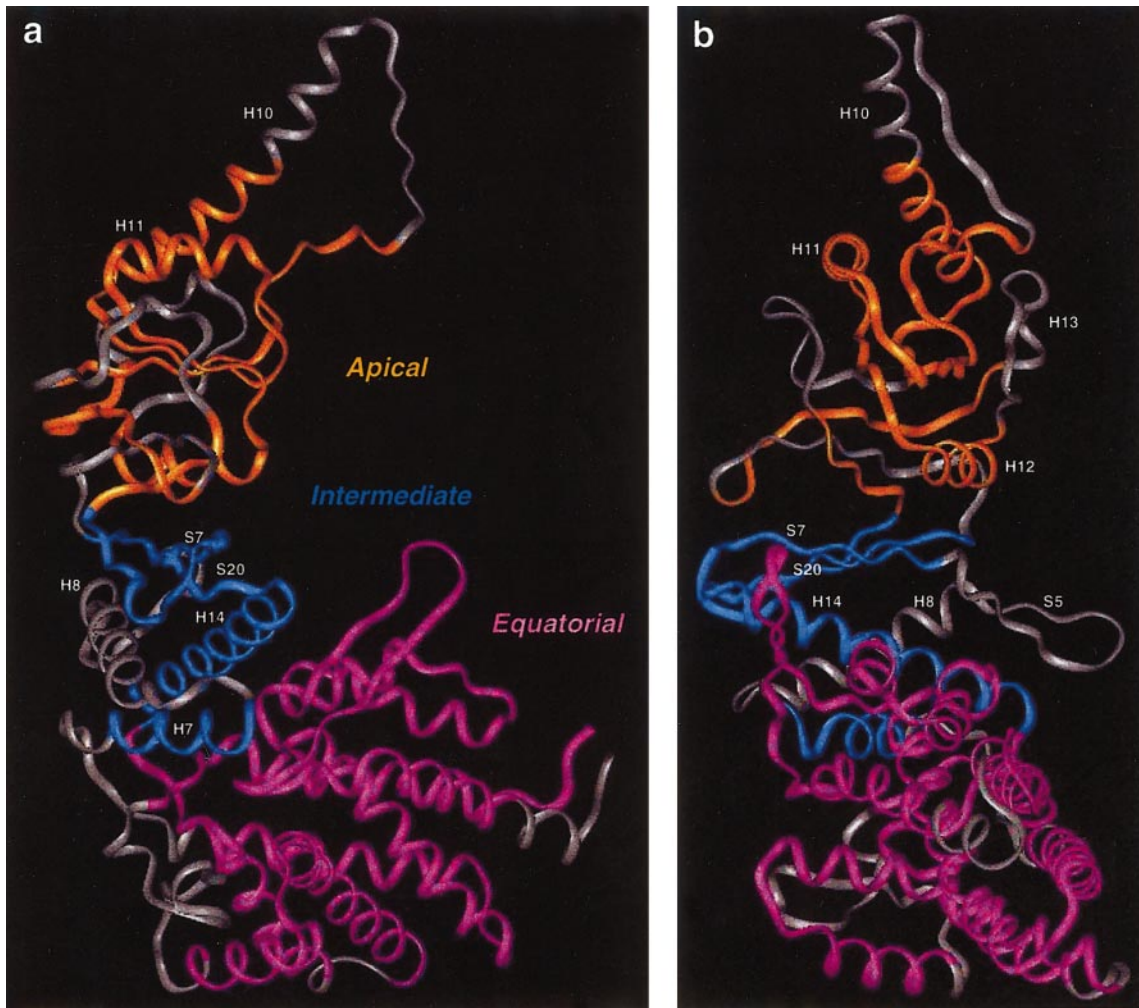 a
H10
H11
Apical
Intermediate
S7
H8
S20
H14
Equatorial
H7
b
H10
H11
H13
H12
S7
S20
H14
H8
S5